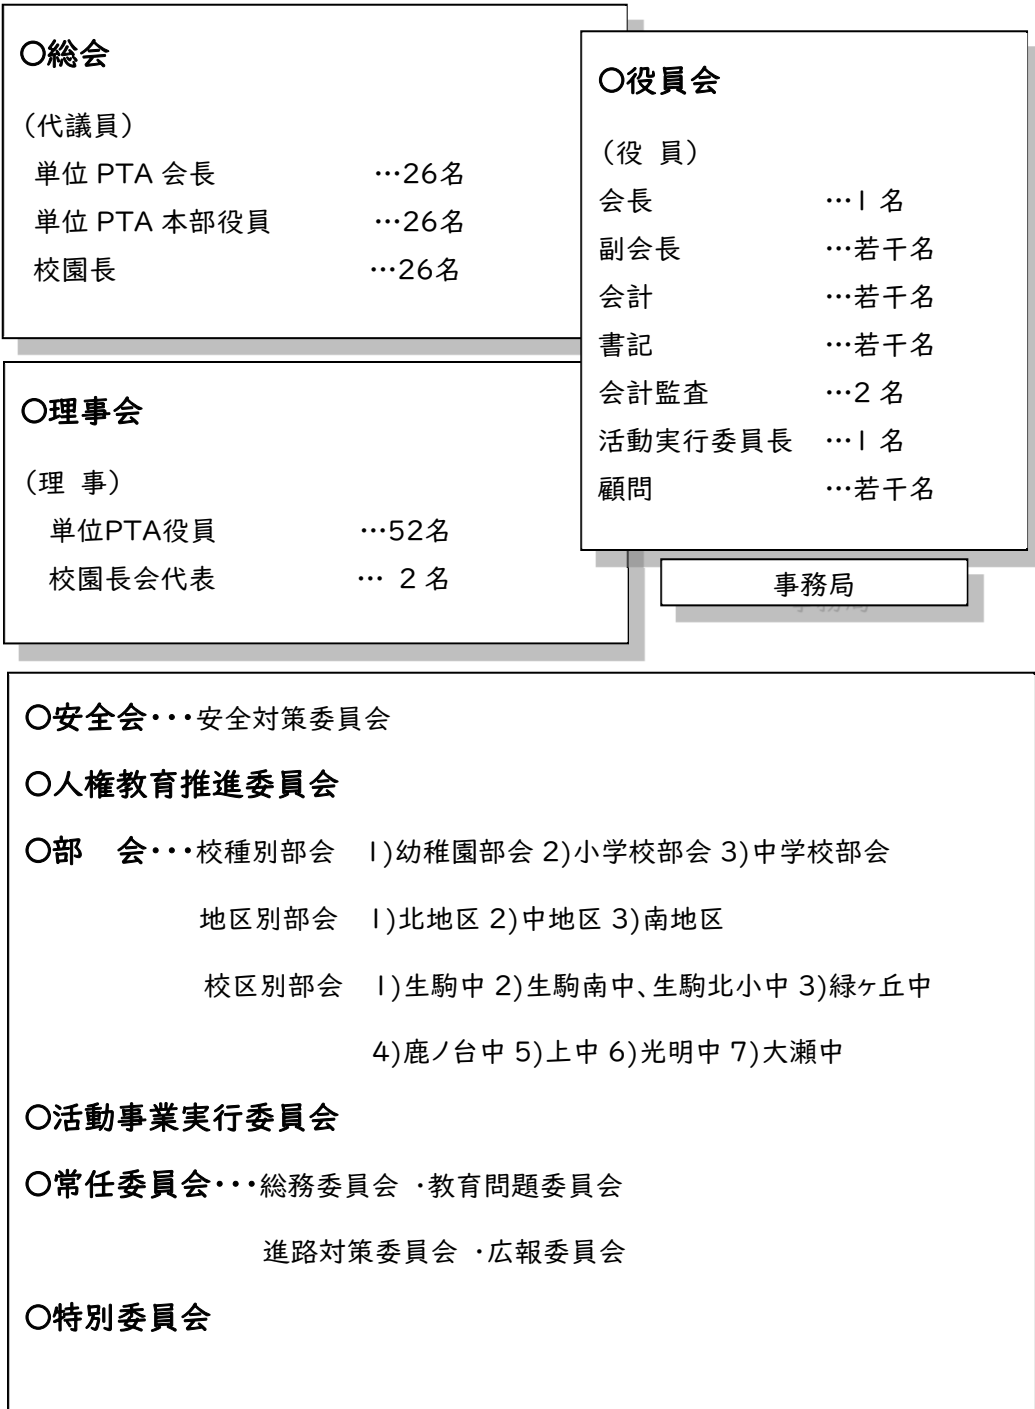 〇総会
（代議員）
単位 PTA 会長 …26名
単位 PTA 本部役員 …26名
校園長 …26名
〇理事会
（理 事）
単位PTA役員 …52名
校園長会代表 … 2 名
〇役員会
（役 員）
会長 …1 名
副会長 …若干名
会計 …若干名
書記 …若干名
会計監査 …2 名
活動実行委員長 …1 名
顧問 …若干名
事務局
〇安全会・・・安全対策委員会
〇人権教育推進委員会
〇部　会・・・校種別部会　1)幼稚園部会 2)小学校部会 3)中学校部会
地区別部会　1)北地区 2)中地区 3)南地区
校区別部会　1)生駒中 2)生駒南中、生駒北小中 3)緑ヶ丘中
4)鹿ノ台中 5)上中 6)光明中 7)大瀬中
〇活動事業実行委員会
〇常任委員会・・・総務委員会 ・教育問題委員会
進路対策委員会 ・広報委員会
〇特別委員会